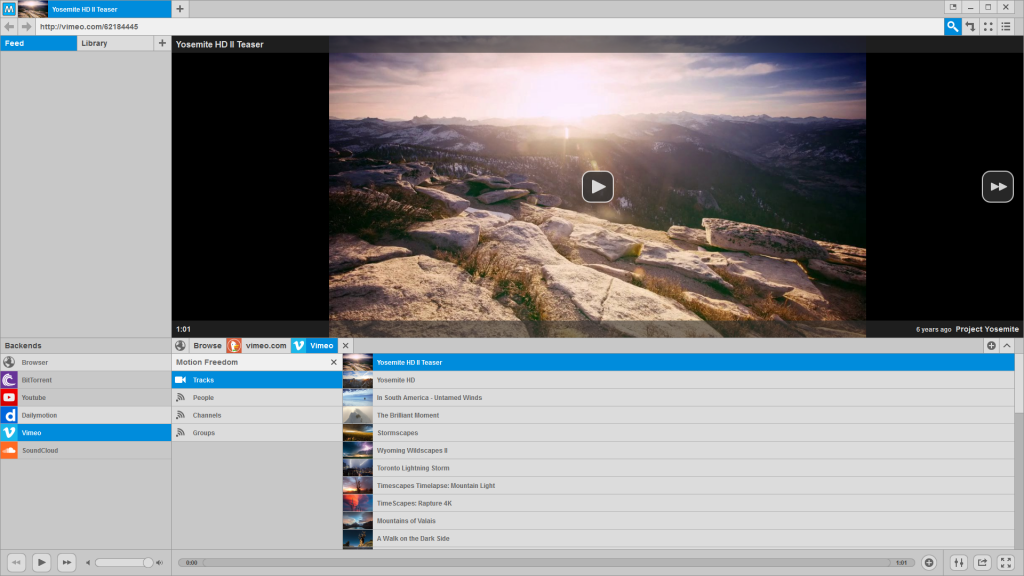 Yosemite HD II Teaser
http://vimeo.com/62184445
Feed
Library
Yosemite HD II Teaser
1:01
6 years ago Project Yosemite
Backends
Browser
BitTorrent
Youtube
Dailymotion
Vimeo
SoundCloud
Browse
vimeo.com
Vimeo
Motion Freedom
Tracks
People
Channels
Groups
Yosemite HD II Teaser
Yosemite HD
In South America - Untamed Winds
The Brilliant Moment
Stormscapes
Wyoming Wildscapes II
Toronto Lightning Storm
Timescapes Timelapse: Mountain Light
TimeScapes: Rapture 4K
Mountains of Valais
A Walk on the Dark Side
0:00
1:01